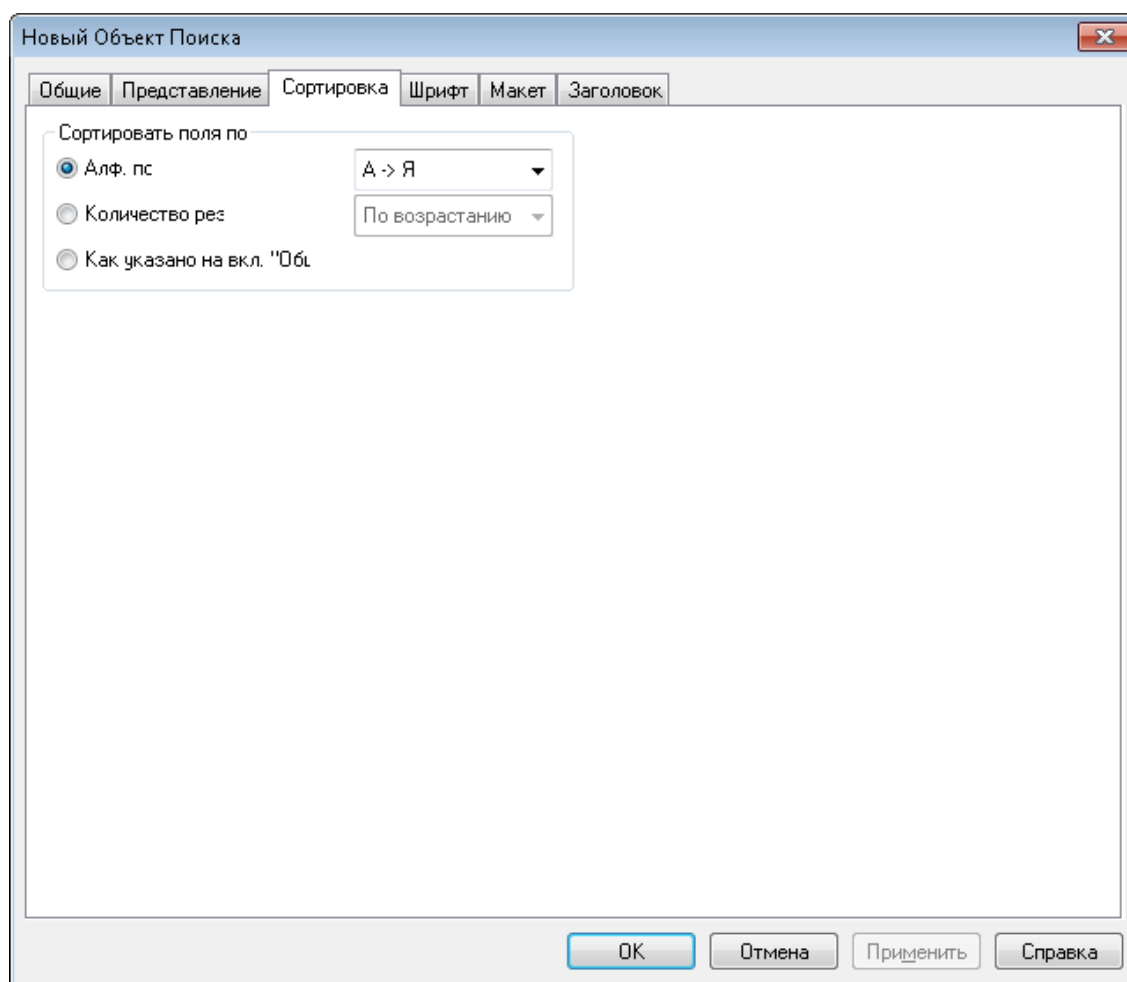 Новый Объект Поиска
Общие Представление Сортировка Шрифт Макет Заголовок
Сортировать поля по
Алф. пс А -> Я
Количество рез По возрастанию
Как указано на вкл. "Общ
OK Отмена Применить Справка